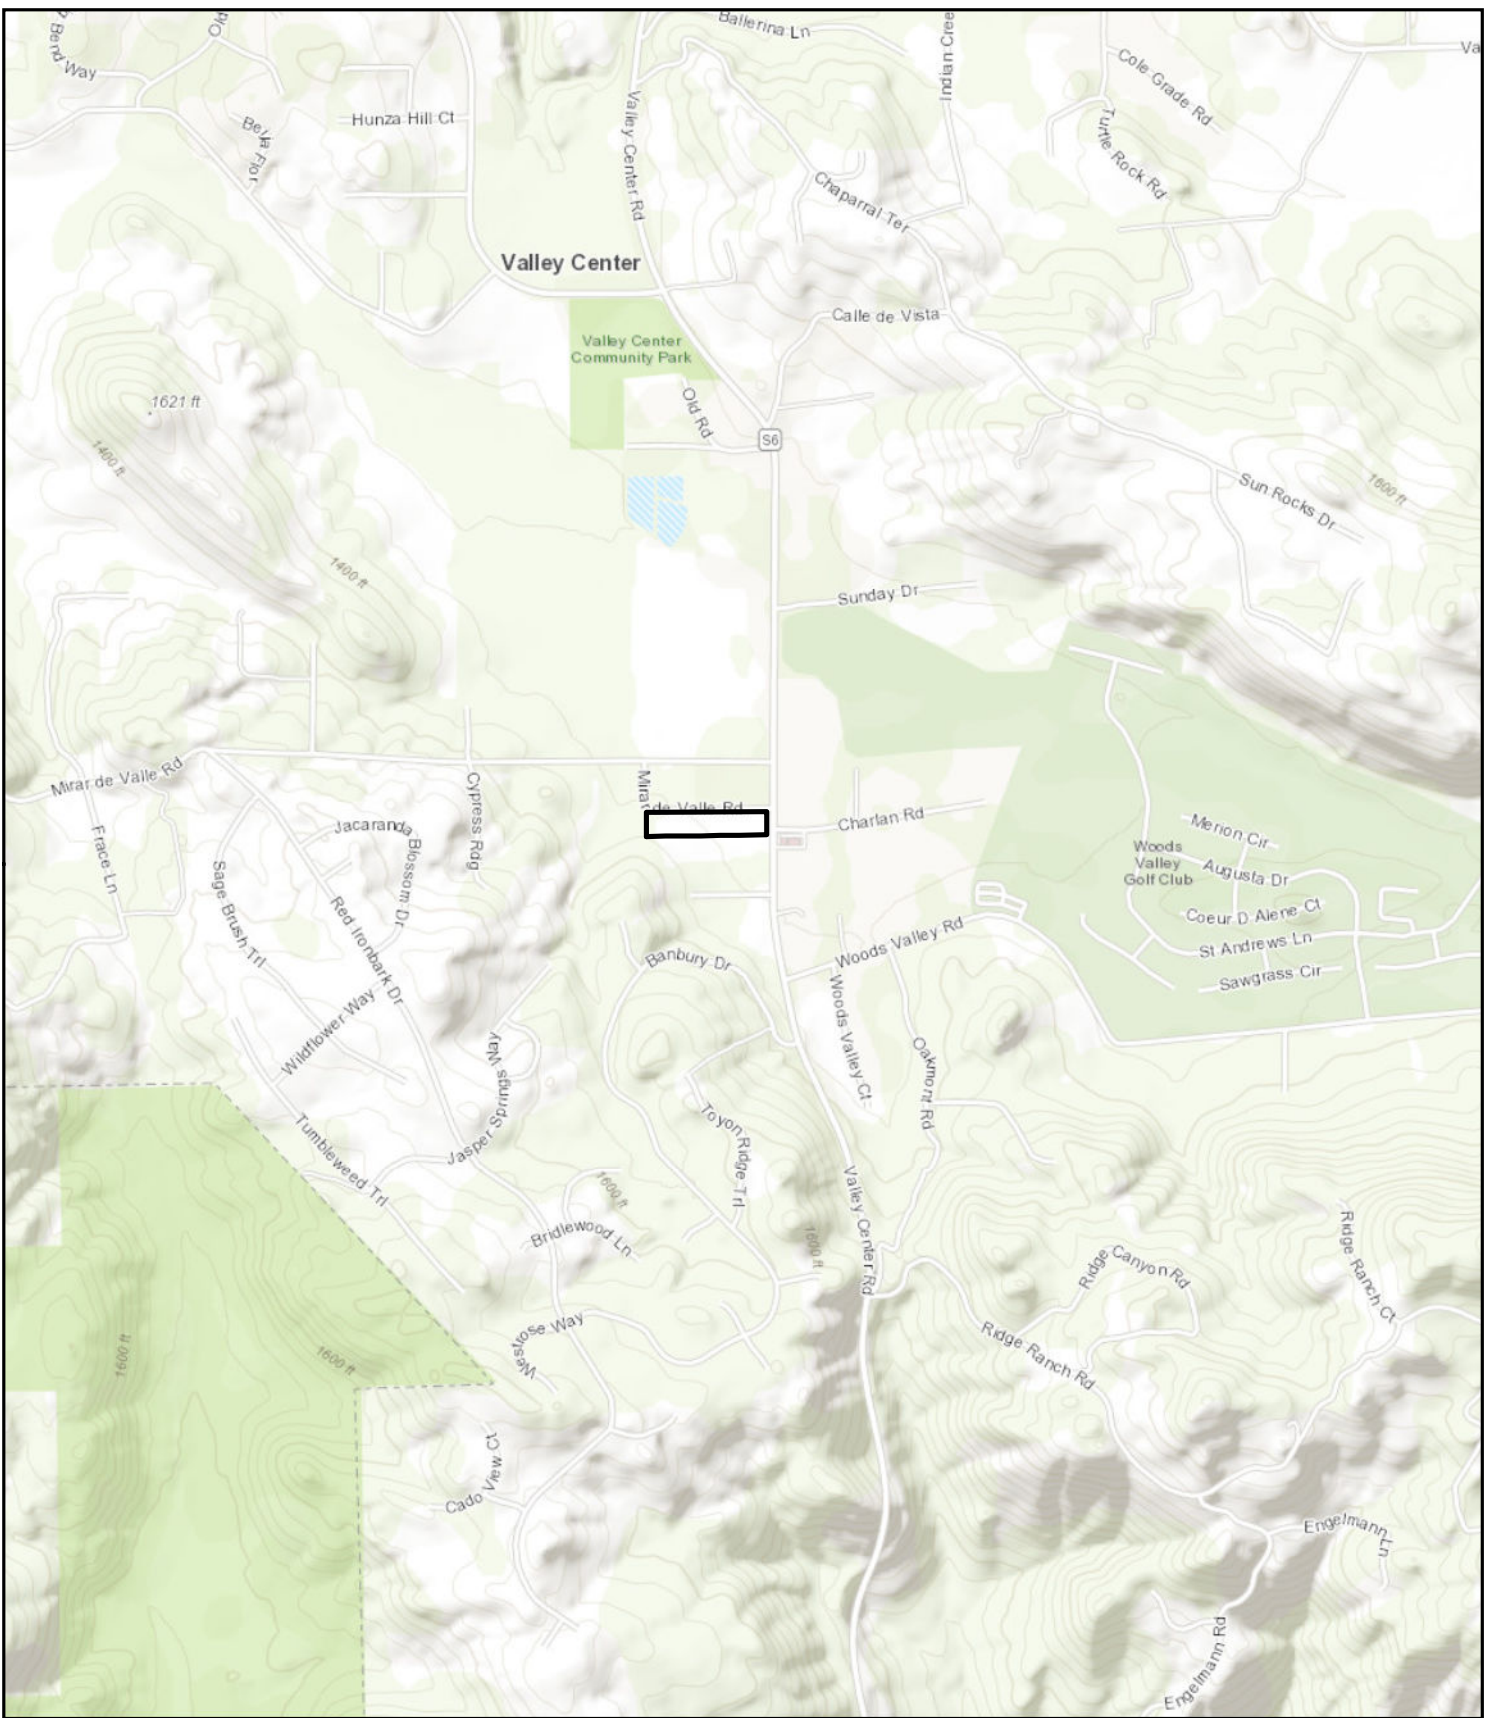 Bend Way
Old
Ballerina Ln
Indian Cree
Va
Cole Grade Rd
Hunza Hill Ct
Bella Flor
Valley Center Rd
Turtle Rock Rd
Chaparral Ter
Valley Center
Calle de Vista
Valley Center
Community Park
Old Rd
1621 ft
S6
1400 ft
Sun Rocks Dr
1600 ft
1400 ft
Sunday Dr
Mirar de Valle Rd
Mirar de Valle Rd
Cypress Rdg
Charlan Rd
Jacaranda Blossom Dr
Merion Cir
Frace Ln
Woods
Valley
Golf Club
Augusta Dr
Sage Brush Trl
Red Ironbark Dr
Coeur D Alene Ct
Woods Valley Rd
St Andrews Ln
Banbury Dr
Sawgrass Cir
Wildflower Way
Woods Valley Ct
Jasper Springs Way
Oakmont Rd
Toyon Ridge Trl
Tumbleweed Trl
1600 ft
Valley Center Rd
Bridlewood Ln
1600 ft
Ridge Canyon Rd
Ridge Ranch Ct
Westrose Way
Ridge Ranch Rd
1600 ft
1600 ft
Cado View Ct
Engelmann Ln
Engelmann Rd